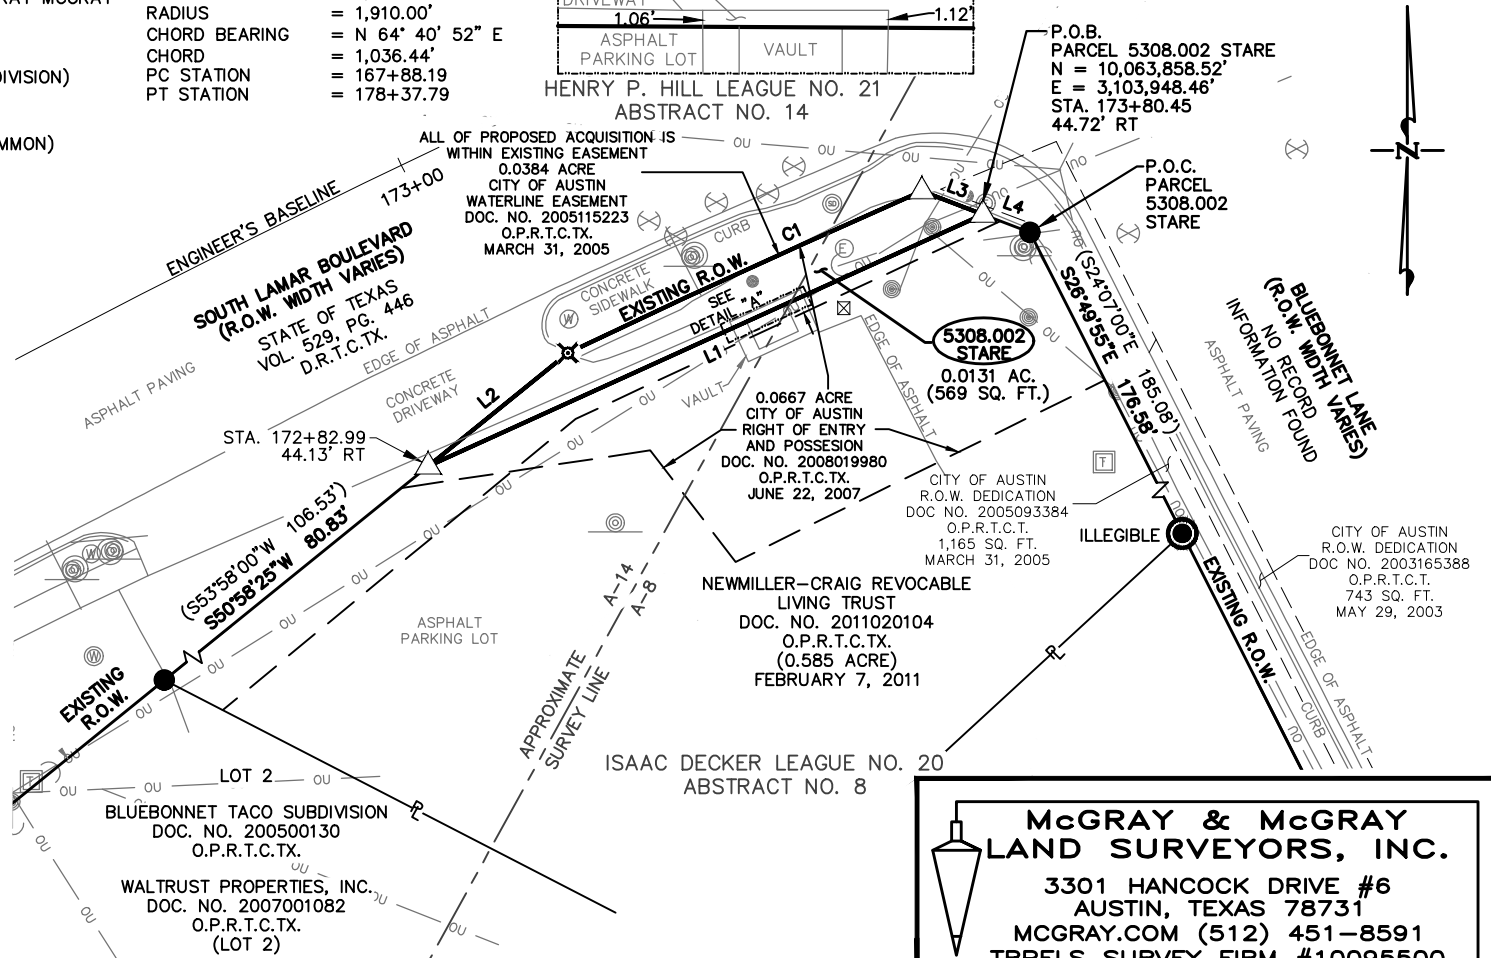 RADIUS = 1,910.00'
CHORD BEARING = N 64° 40' 52" E
CHORD = 1,036.44'
PC STATION = 167+88.19
PT STATION = 178+37.79
DIVISION)
MMON)
DRIVEWAY
1.06'
1.12'
ASPHALT
PARKING LOT
VAULT
HENRY P. HILL LEAGUE NO. 21
ABSTRACT NO. 14
P.O.B.
PARCEL 5308.002 STARE
N = 10,063,858.52'
E = 3,103,948.46'
STA. 173+80.45
44.72' RT
N
P.O.C.
PARCEL
5308.002
STARE
ALL OF PROPOSED ACQUISITION IS
WITHIN EXISTING EASEMENT
0.0384 ACRE
CITY OF AUSTIN
WATERLINE EASEMENT
DOC. NO. 2005115223
O.P.R.T.C.TX.
MARCH 31, 2005
173+00
ENGINEER'S BASELINE
SOUTH LAMAR BOULEVARD
(R.O.W. WIDTH VARIES)
STATE OF TEXAS
VOL. 529, PG. 446
D.R.T.C.TX.
EDGE OF ASPHALT
ASPHALT PAVING
CONCRETE
DRIVEWAY
CONCRETE
SIDEWALK
CURB
C1
L3
L4
EXISTING R.O.W.
SEE
DETAIL "A"
L1
L2
VAULT
EDGE OF ASPHALT
5308.002
STARE
0.0131 AC.
(569 SQ. FT.)
(S24°07'00"E 185.08')
S26°49'55"E 176.58'
BLUEBONNET LANE
(R.O.W. WIDTH VARIES)
NO RECORD
INFORMATION FOUND
ASPHALT PAVING
STA. 172+82.99
44.13' RT
0.0667 ACRE
CITY OF AUSTIN
RIGHT OF ENTRY
AND POSSESION
DOC. NO. 2008019980
O.P.R.T.C.TX.
JUNE 22, 2007
CITY OF AUSTIN
R.O.W. DEDICATION
DOC NO. 2005093384
O.P.R.T.C.T.
1,165 SQ. FT.
MARCH 31, 2005
ILLEGIBLE
CITY OF AUSTIN
R.O.W. DEDICATION
DOC NO. 2003165388
O.P.R.T.C.T.
743 SQ. FT.
MAY 29, 2003
(S53°58'00"W 106.53')
S50°58'25"W 80.83'
EXISTING
R.O.W.
ASPHALT
PARKING LOT
A-14
A-8
APPROXIMATE
SURVEY LINE
NEWMILLER-CRAIG REVOCABLE
LIVING TRUST
DOC. NO. 2011020104
O.P.R.T.C.TX.
(0.585 ACRE)
FEBRUARY 7, 2011
EXISTING R.O.W.
EDGE OF ASPHALT
CURB
ISAAC DECKER LEAGUE NO. 20
ABSTRACT NO. 8
LOT 2
BLUEBONNET TACO SUBDIVISION
DOC. NO. 200500130
O.P.R.T.C.TX.
WALTRUST PROPERTIES, INC.
DOC. NO. 2007001082
O.P.R.T.C.TX.
(LOT 2)
McGRAY & McGRAY
LAND SURVEYORS, INC.
3301 HANCOCK DRIVE #6
AUSTIN, TEXAS 78731
MCGRAY.COM (512) 451-8591
TBPELS SURVEY FIRM #10095500